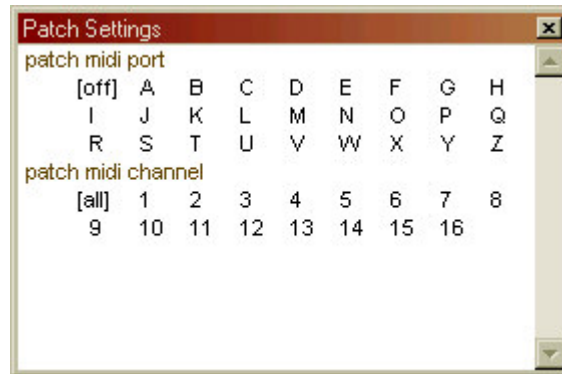 Patch Settings
patch midi port
[off] A B C D E F G H
I J K L M N O P Q
R S T U V W X Y Z
patch midi channel
[all] 1 2 3 4 5 6 7 8
9 10 11 12 13 14 15 16